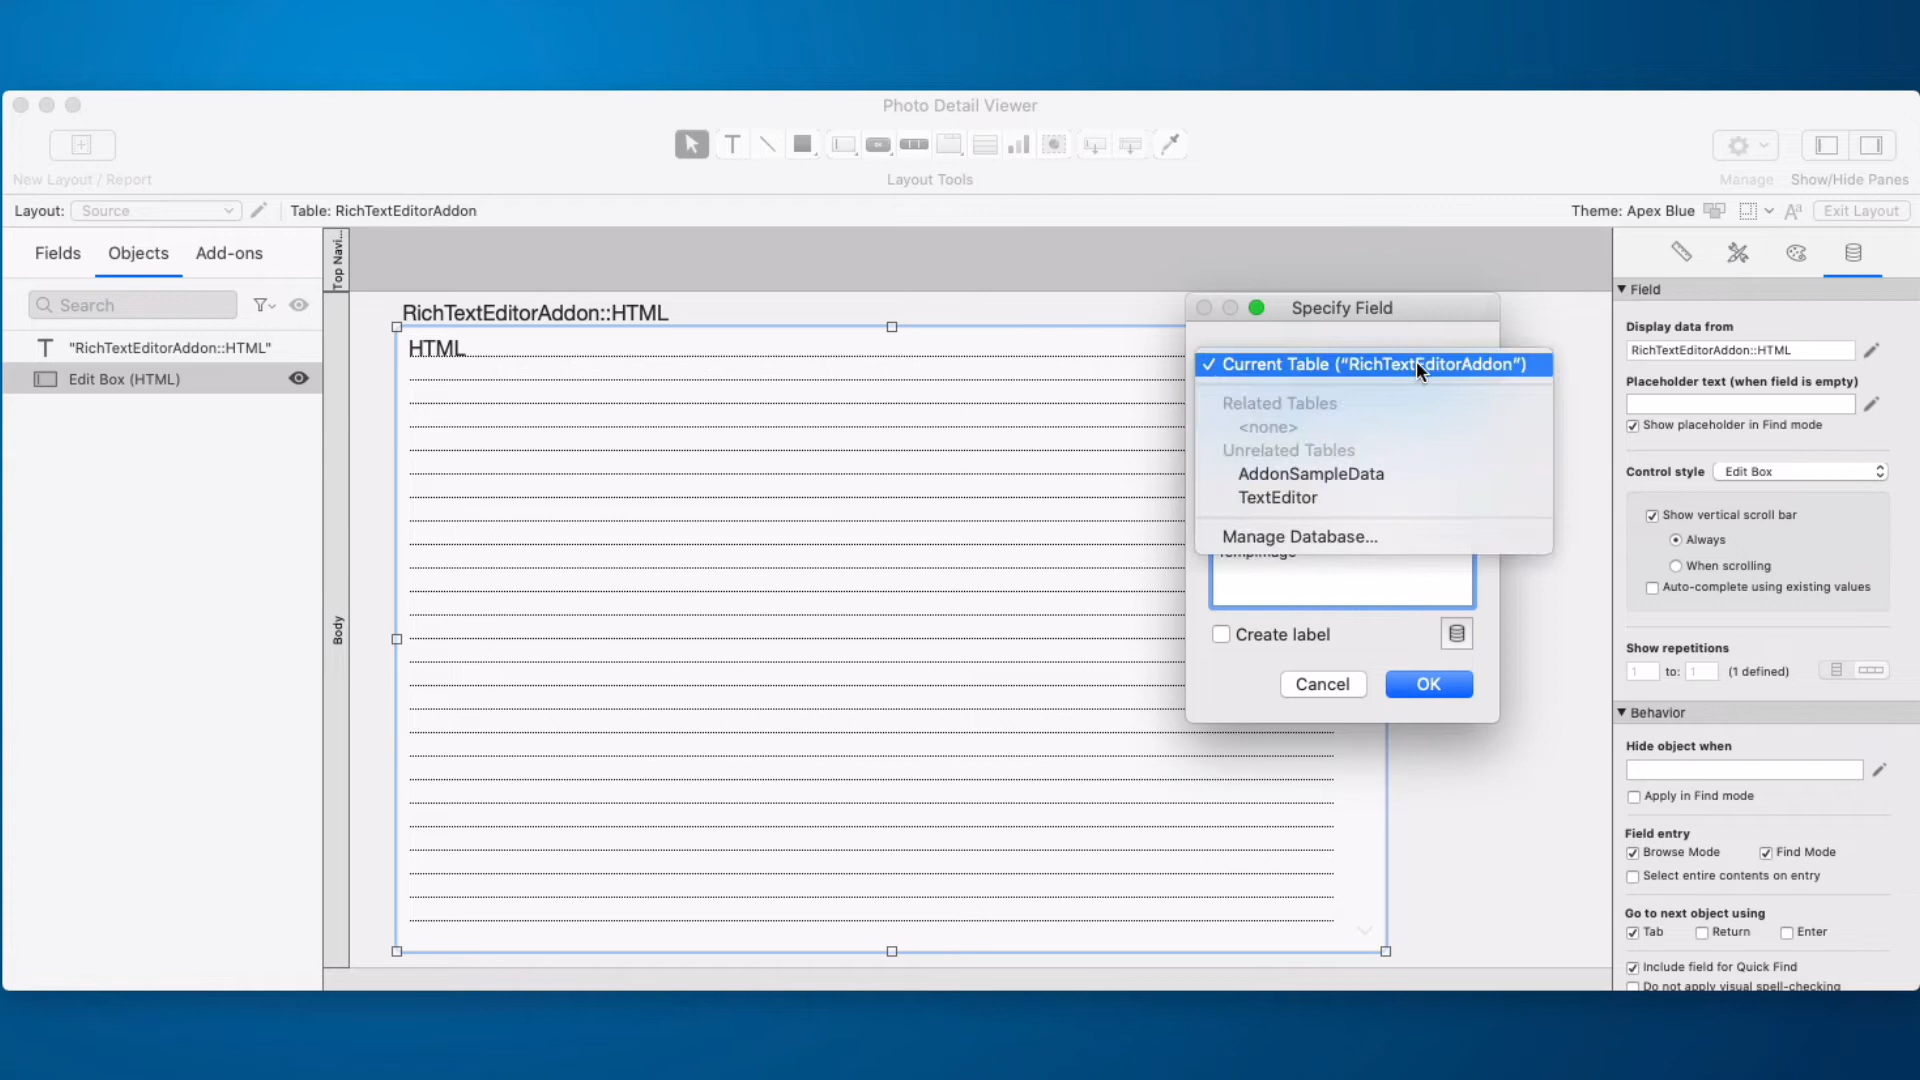 Photo Detail Viewer
New Layout / Report
Layout Tools
Manage
Show/Hide Panes
Layout: Source
Table: RichTextEditorAddon
Theme: Apex Blue
Exit Layout
Fields
Objects
Add-ons
Search
"RichTextEditorAddon::HTML"
Edit Box (HTML)
Top Navi...
Body
RichTextEditorAddon::HTML
HTML
Specify Field
✓ Current Table (“RichTextEditorAddon”)
Related Tables
<none>
Unrelated Tables
AddonSampleData
TextEditor
Manage Database...
Create label
Cancel
OK
Field
Display data from
RichTextEditorAddon::HTML
Placeholder text (when field is empty)
Show placeholder in Find mode
Control style
Edit Box
Show vertical scroll bar
Always
When scrolling
Auto-complete using existing values
Show repetitions
1 to: 1 (1 defined)
Behavior
Hide object when
Apply in Find mode
Field entry
Browse Mode
Find Mode
Select entire contents on entry
Go to next object using
Tab
Return
Enter
Include field for Quick Find
Do not apply visual spell-checking